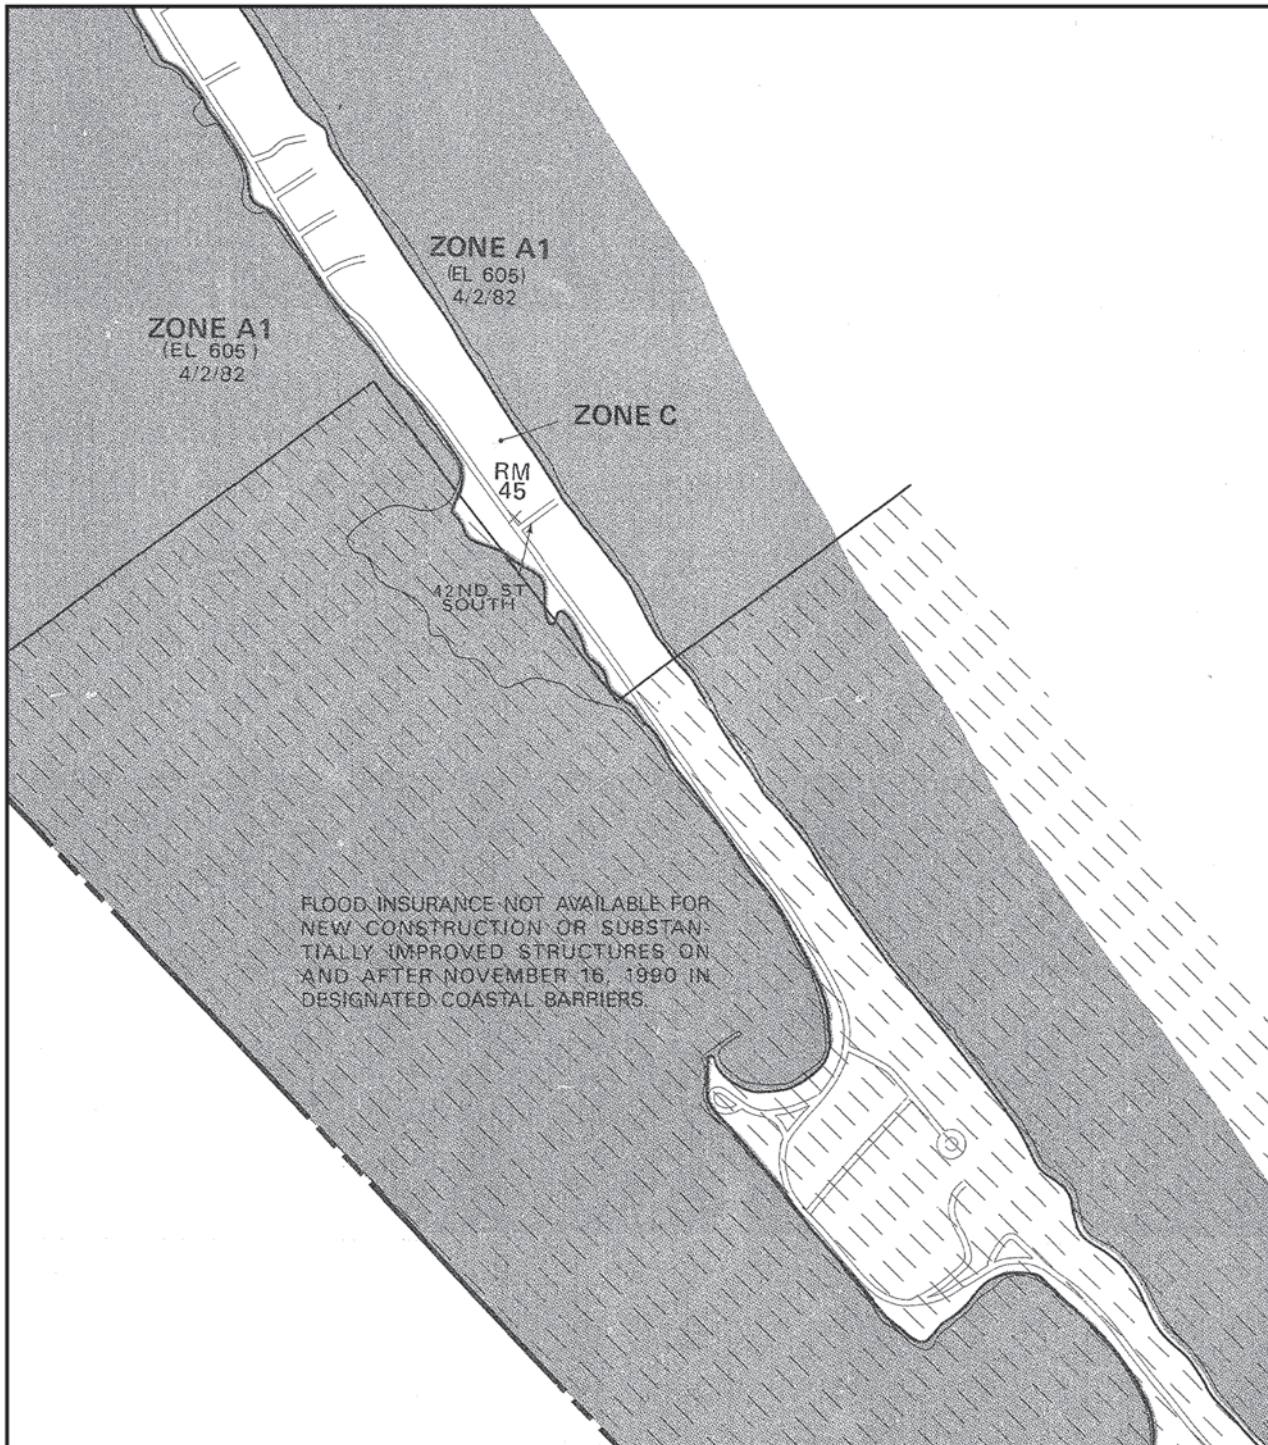 ZONE A1
(EL 605)
4/2/82
ZONE A1
(EL 605)
4/2/82
ZONE C
RM
45
42ND ST
SOUTH
FLOOD INSURANCE NOT AVAILABLE FOR
NEW CONSTRUCTION OR SUBSTAN-
TIALLY IMPROVED STRUCTURES ON
AND AFTER NOVEMBER 16, 1990 IN
DESIGNATED COASTAL BARRIERS.